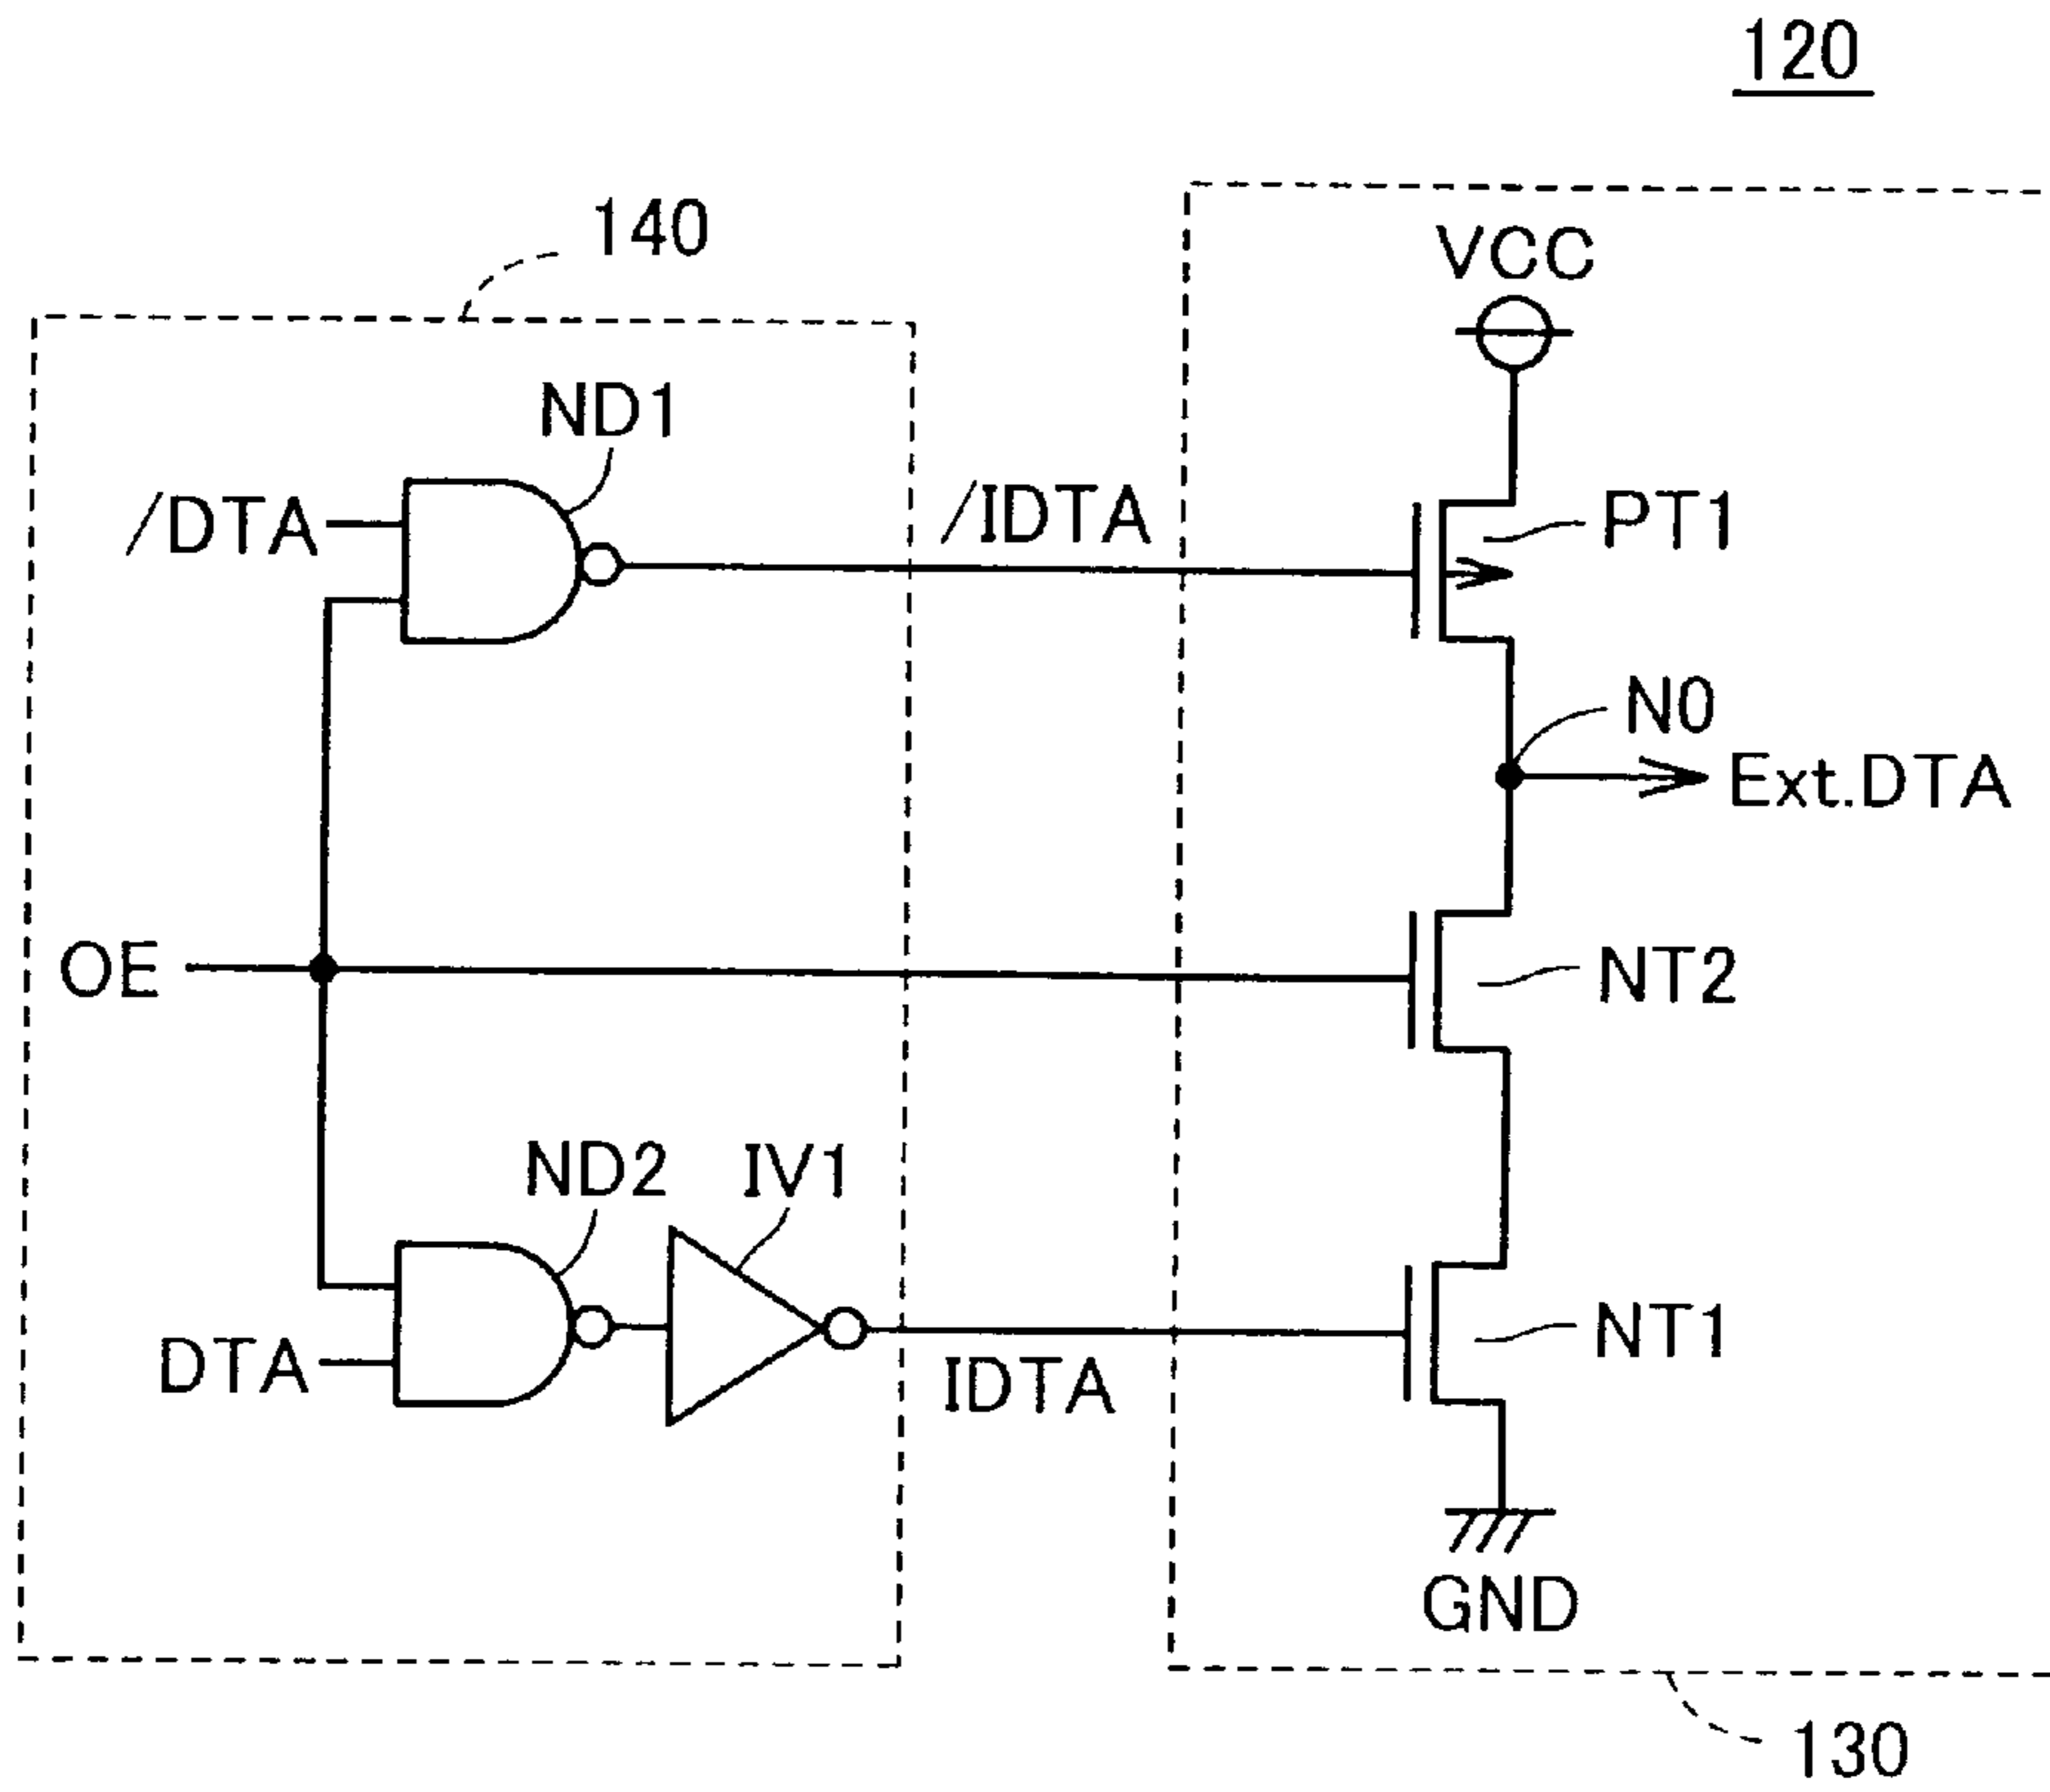 120
140
VCC
ND1
/DTA
/IDTA
PT1
N0
Ext.DTA
OE
NT2
ND2
IV1
NT1
DTA
IDTA
GND
130